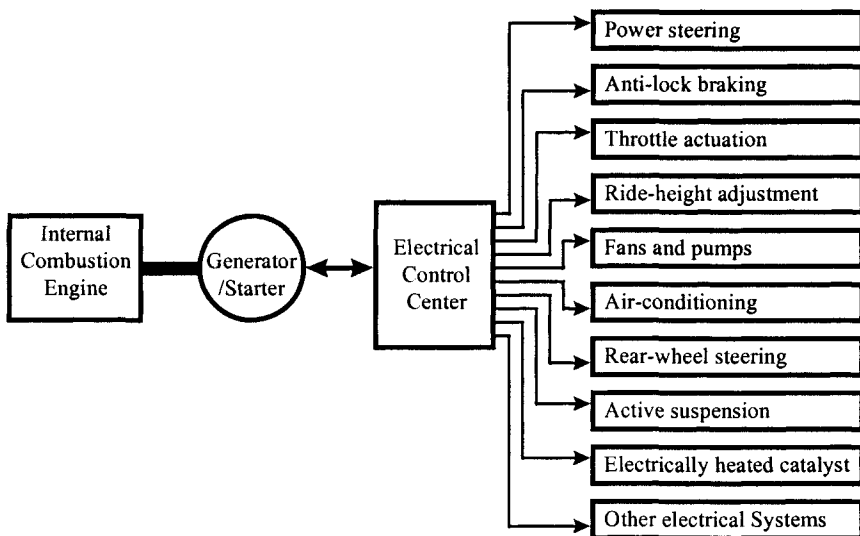 Internal
Combustion
Engine
Generator
/Starter
Electrical
Control
Center
Power steering
Anti-lock braking
Throttle actuation
Ride-height adjustment
Fans and pumps
Air-conditioning
Rear-wheel steering
Active suspension
Electrically heated catalyst
Other electrical Systems